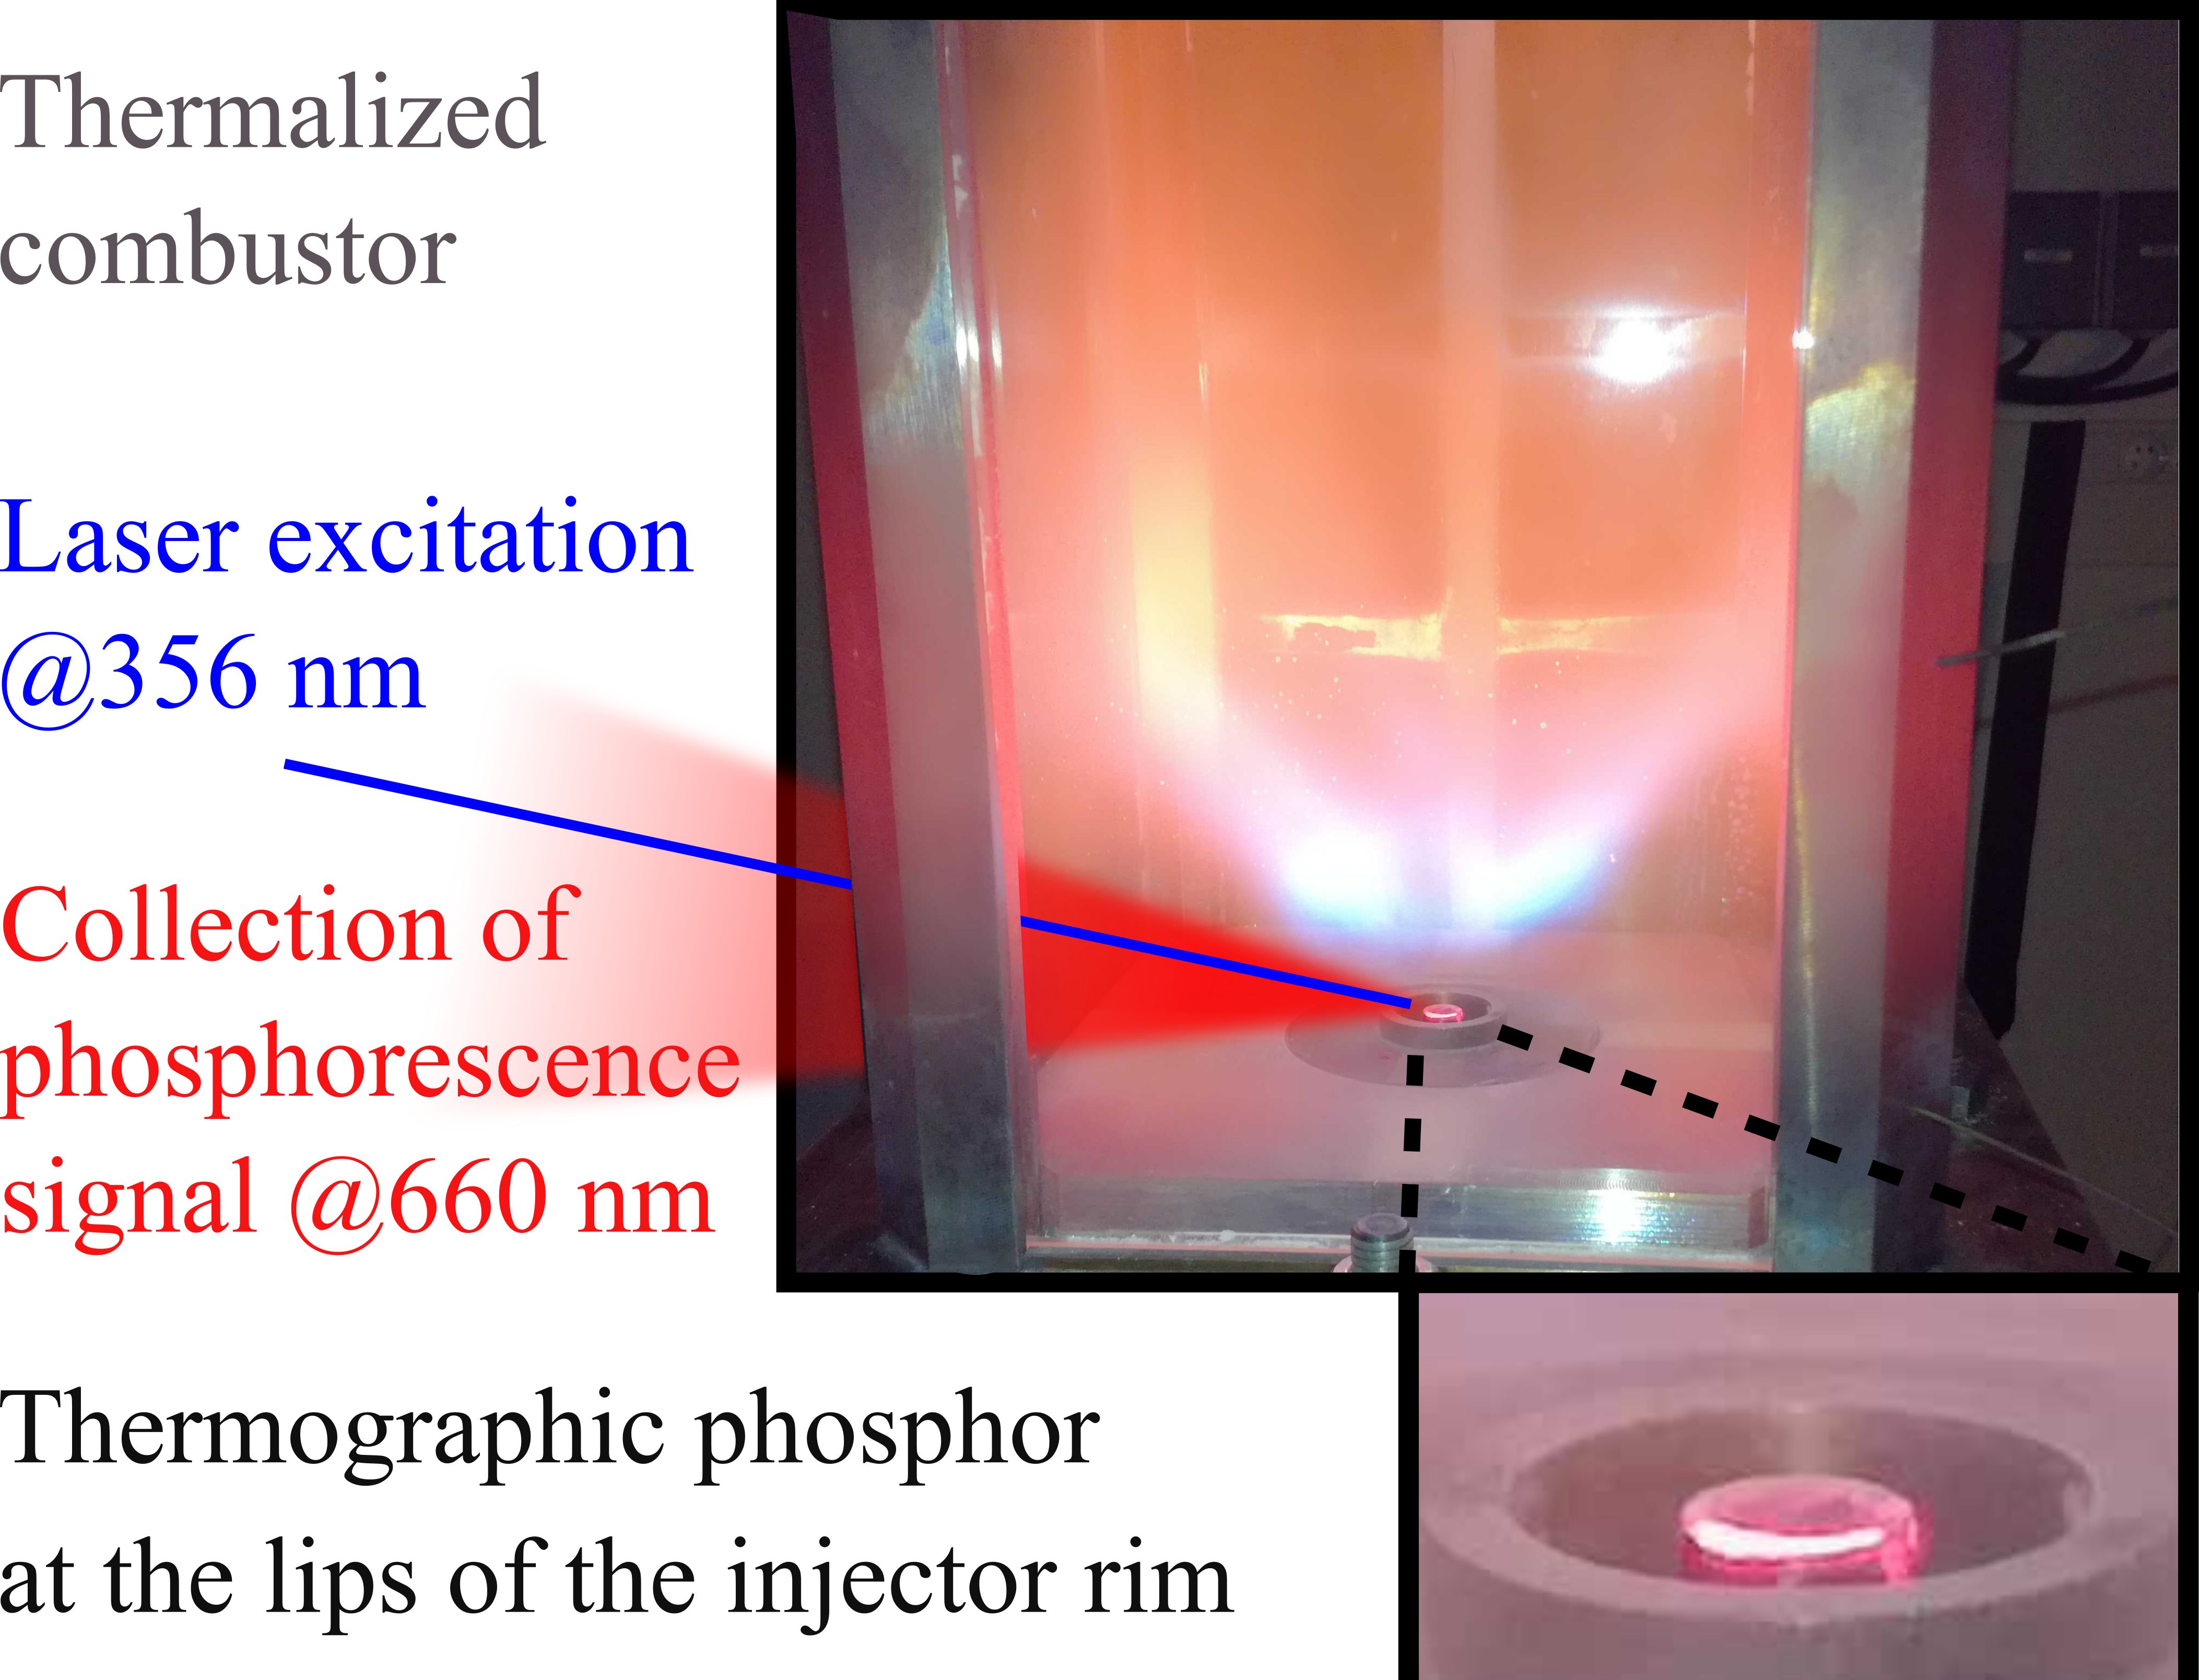 Thermalized
combustor
Laser excitation
@356 nm
Collection of
phosphorescence
signal @660 nm
Thermographic phosphor
at the lips of the injector rim